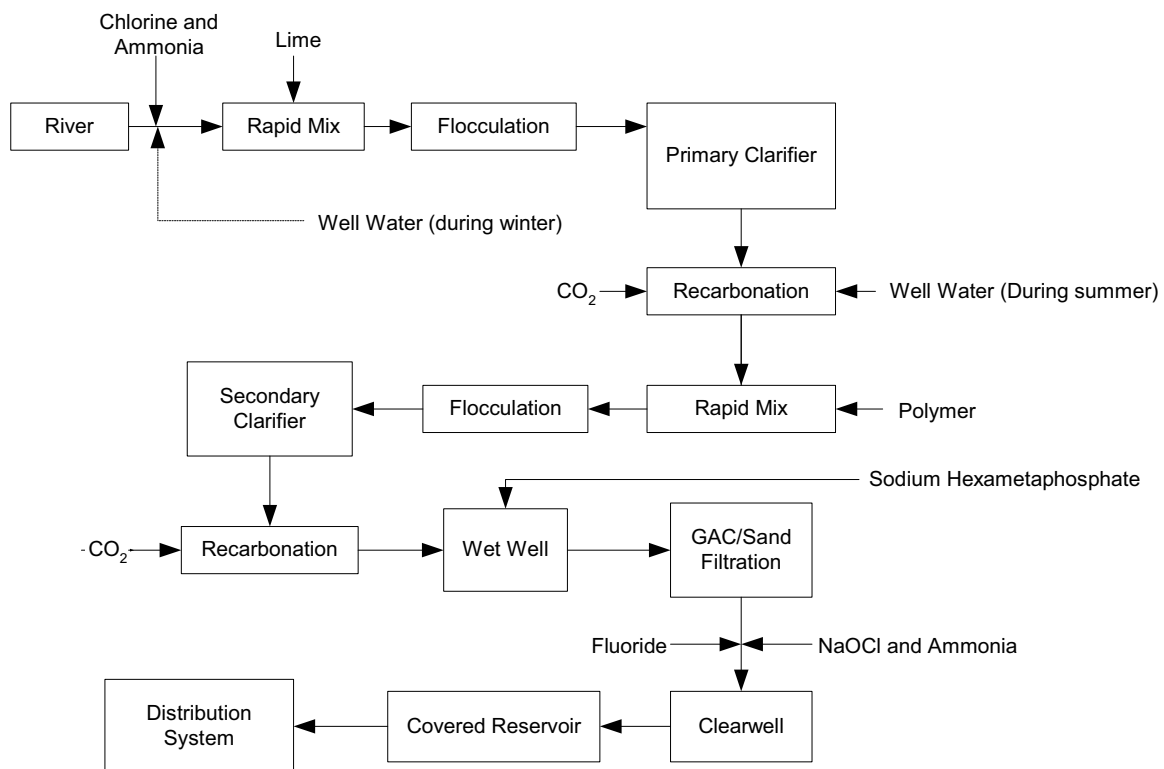 Chlorine and
Ammonia
Lime
River
Rapid Mix
Flocculation
Primary Clarifier
Well Water (during winter)
CO₂
Recarbonation
Well Water (During summer)
Secondary
Clarifier
Flocculation
Rapid Mix
Polymer
Sodium Hexametaphosphate
CO₂
Recarbonation
Wet Well
GAC/Sand
Filtration
Fluoride
NaOCl and Ammonia
Distribution
System
Covered Reservoir
Clearwell